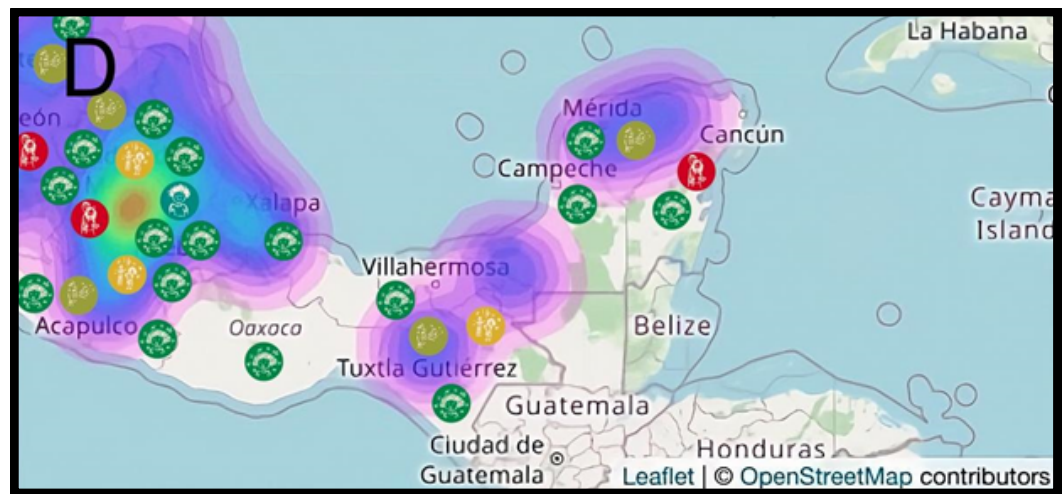 La Habana
D
eón
Mérida
Cancún
Campeche
Xalapa
Cayma
Island
Villahermosa
Acapulco
Oaxaca
Belize
Tuxtla Gutiérrez
Guatemala
Ciudad de
Guatemala
Honduras
Leaflet | © OpenStreetMap contributors